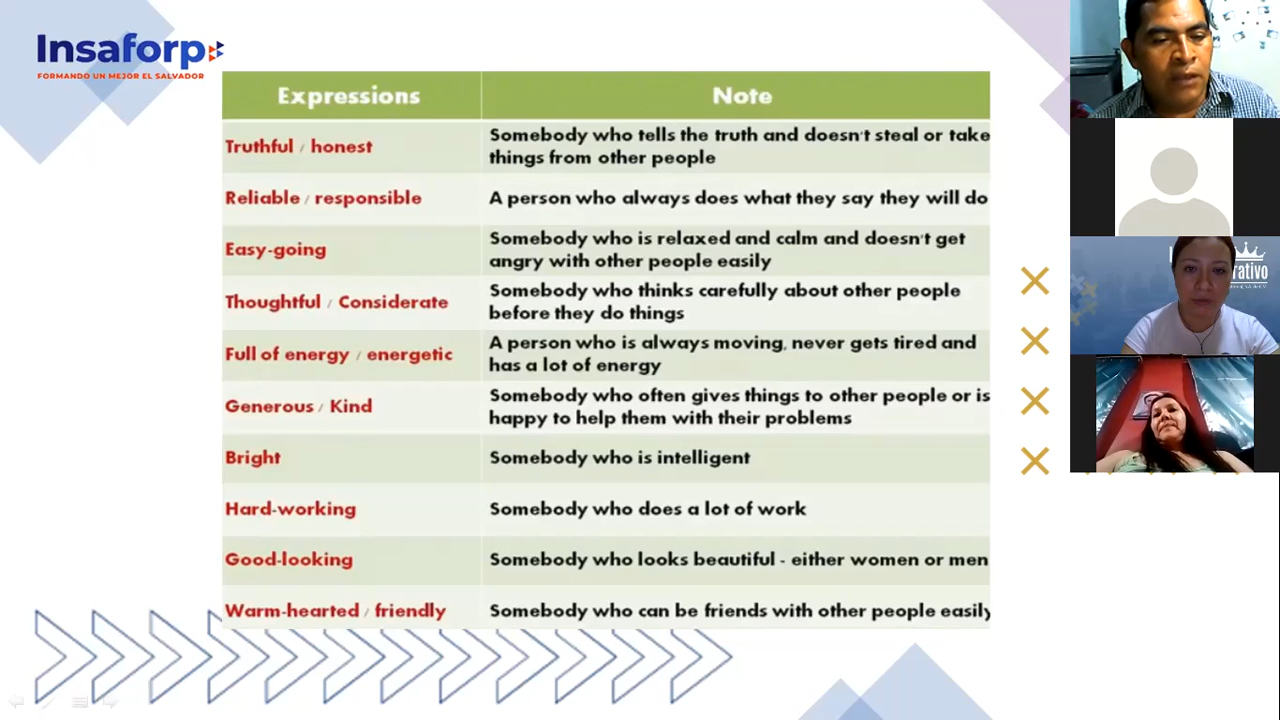 Insaforp
FORMANDO UN MEJOR EL SALVADOR
Expressions
Note
Truthful / honest
Somebody who tells the truth and doesn't steal or take
things from other people
Reliable / responsible
A person who always does what they say they will do
Easy-going
Somebody who is relaxed and calm and doesn't get
angry with other people easily
Thoughtful / Considerate
Somebody who thinks carefully about other people
before they do things
Full of energy / energetic
A person who is always moving, never gets tired and
has a lot of energy
Generous / Kind
Somebody who often gives things to other people or is
happy to help them with their problems
Bright
Somebody who is intelligent
Hard-working
Somebody who does a lot of work
Good-looking
Somebody who looks beautiful - either women or men
Warm-hearted / friendly
Somebody who can be friends with other people easily
rativo